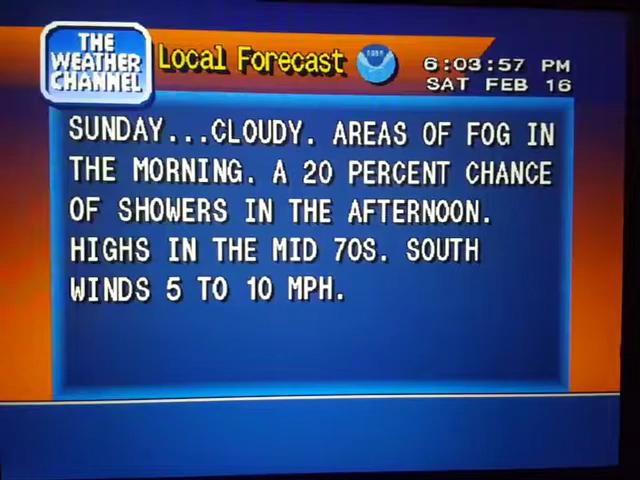 THE
WEATHER
CHANNEL
Local Forecast
NOAA
6:03:57 PM
SAT FEB 16
SUNDAY...CLOUDY. AREAS OF FOG IN
THE MORNING. A 20 PERCENT CHANCE
OF SHOWERS IN THE AFTERNOON.
HIGHS IN THE MID 70S. SOUTH
WINDS 5 TO 10 MPH.